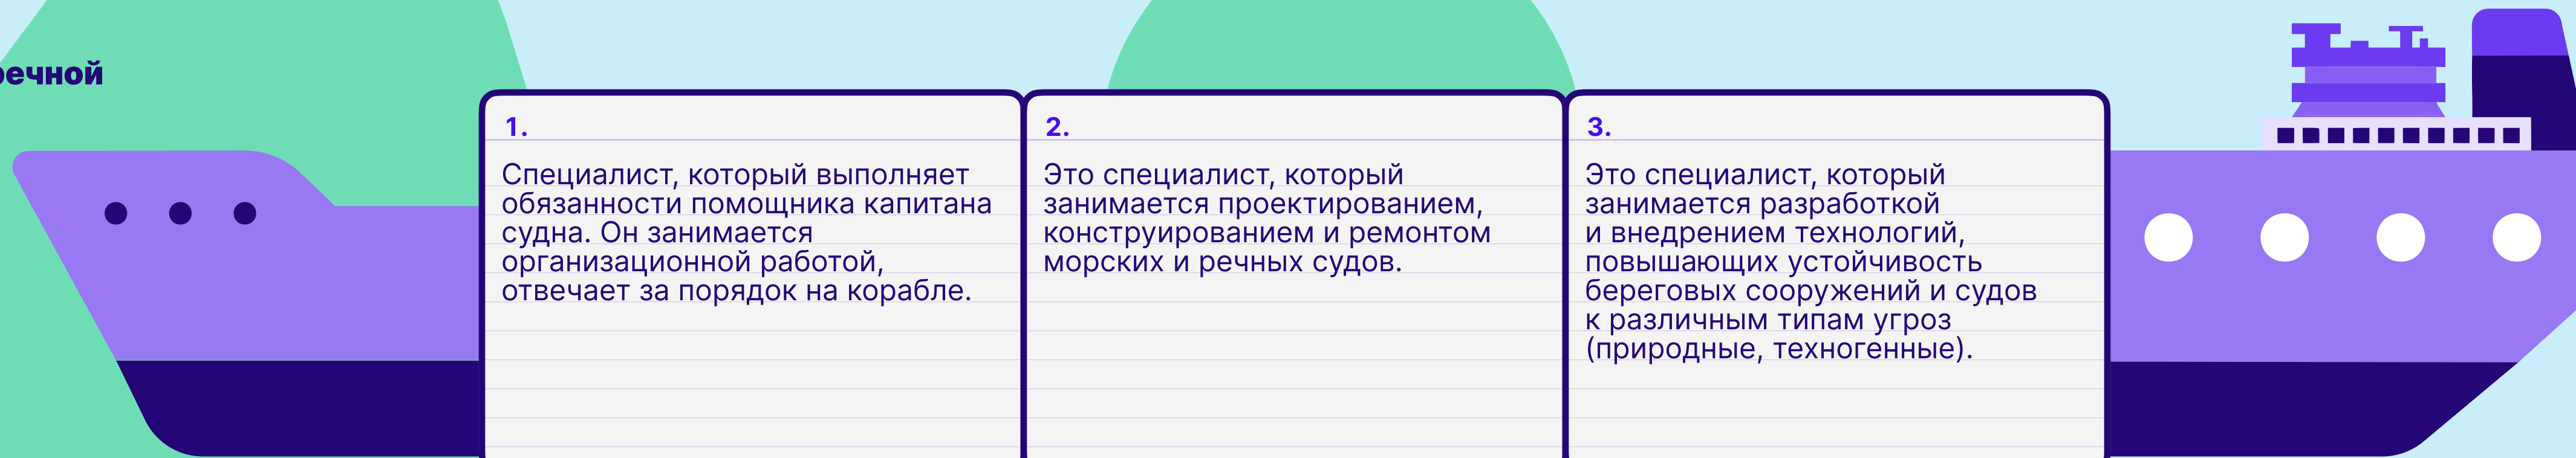 речной
1.
Специалист, который выполняет
обязанности помощника капитана
судна. Он занимается
организационной работой,
отвечает за порядок на корабле.
2.
Это специалист, который
занимается проектированием,
конструированием и ремонтом
морских и речных судов.
3.
Это специалист, который
занимается разработкой
и внедрением технологий,
повышающих устойчивость
береговых сооружений и судов
к различным типам угроз
(природные, техногенные).